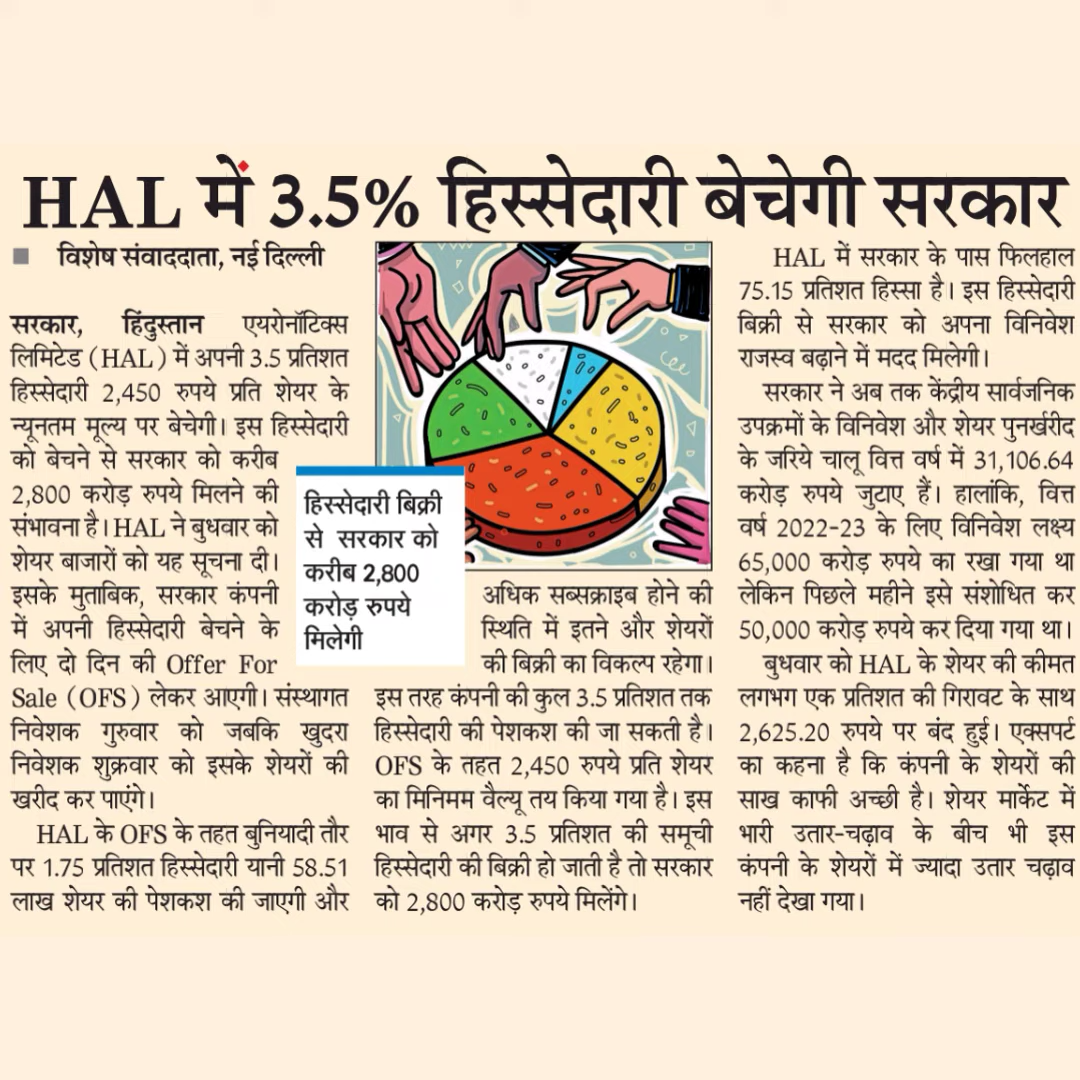 HAL में 3.5% हिस्सेदारी बेचेगी सरकार
विशेष संवाददाता, नई दिल्ली
सरकार, हिंदुस्तान एयरोनॉटिक्स
लिमिटेड (HAL) में अपनी 3.5 प्रतिशत
हिस्सेदारी 2,450 रुपये प्रति शेयर के
न्यूनतम मूल्य पर बेचेगी। इस हिस्सेदारी
को बेचने से सरकार को करीब
2,800 करोड़ रुपये मिलने की
संभावना है। HAL ने बुधवार को
शेयर बाजारों को यह सूचना दी।
इसके मुताबिक, सरकार कंपनी
में अपनी हिस्सेदारी बेचने के
लिए दो दिन की Offer For
Sale (OFS) लेकर आएगी। संस्थागत
निवेशक गुरुवार को जबकि खुदरा
निवेशक शुक्रवार को इसके शेयरों की
खरीद कर पाएंगे।
HAL के OFS के तहत बुनियादी तौर
पर 1.75 प्रतिशत हिस्सेदारी यानी 58.51
लाख शेयर की पेशकश की जाएगी और
हिस्सेदारी बिक्री
से सरकार को
करीब 2,800
करोड़ रुपये
मिलेगी
अधिक सब्सक्राइब होने की
स्थिति में इतने और शेयरों
की बिक्री का विकल्प रहेगा।
इस तरह कंपनी की कुल 3.5 प्रतिशत तक
हिस्सेदारी की पेशकश की जा सकती है।
OFS के तहत 2,450 रुपये प्रति शेयर
का मिनिमम वैल्यू तय किया गया है। इस
भाव से अगर 3.5 प्रतिशत की समूची
हिस्सेदारी की बिक्री हो जाती है तो सरकार
को 2,800 करोड़ रुपये मिलेंगे।
HAL में सरकार के पास फिलहाल
75.15 प्रतिशत हिस्सा है। इस हिस्सेदारी
बिक्री से सरकार को अपना विनिवेश
राजस्व बढ़ाने में मदद मिलेगी।
सरकार ने अब तक केंद्रीय सार्वजनिक
उपक्रमों के विनिवेश और शेयर पुनर्खरीद
के जरिये चालू वित्त वर्ष में 31,106.64
करोड़ रुपये जुटाए हैं। हालांकि, वित्त
वर्ष 2022-23 के लिए विनिवेश लक्ष्य
65,000 करोड़ रुपये का रखा गया था
लेकिन पिछले महीने इसे संशोधित कर
50,000 करोड़ रुपये कर दिया गया था।
बुधवार को HAL के शेयर की कीमत
लगभग एक प्रतिशत की गिरावट के साथ
2,625.20 रुपये पर बंद हुई। एक्सपर्ट
का कहना है कि कंपनी के शेयरों की
साख काफी अच्छी है। शेयर मार्केट में
भारी उतार-चढ़ाव के बीच भी इस
कंपनी के शेयरों में ज्यादा उतार चढ़ाव
नहीं देखा गया।